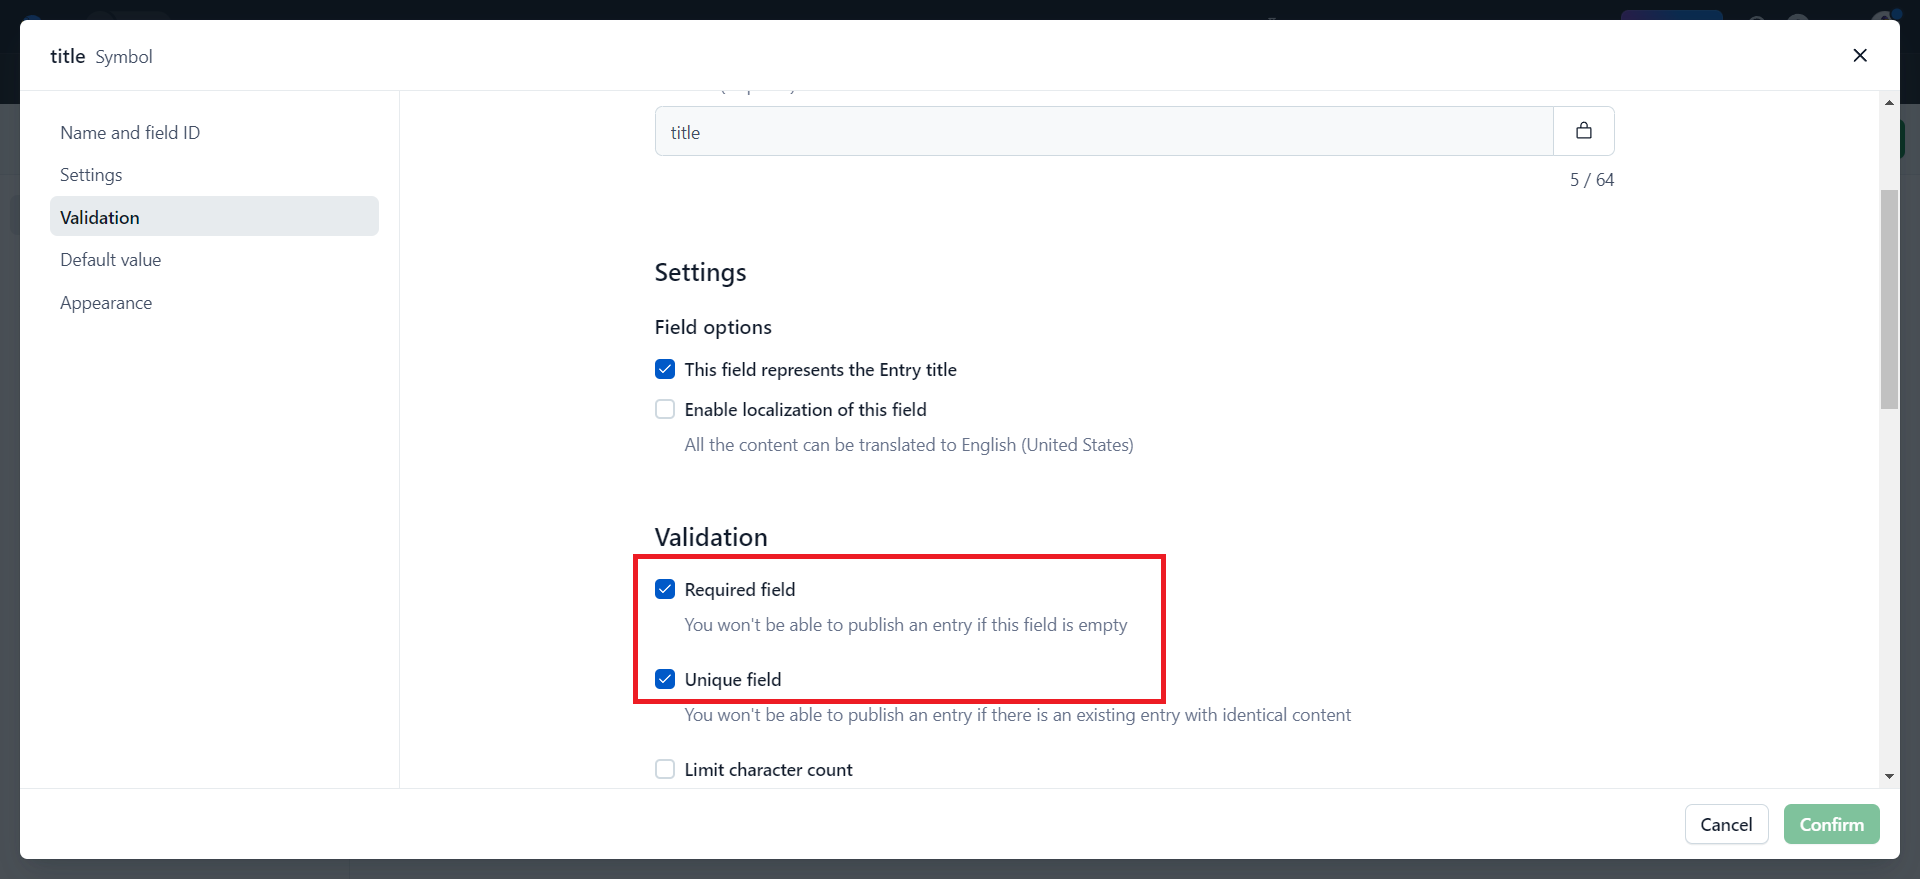 title Symbol
Name and field ID
Settings
Validation
Default value
Appearance
title
5 / 64
Settings
Field options
This field represents the Entry title
Enable localization of this field
All the content can be translated to English (United States)
Validation
Required field
You won't be able to publish an entry if this field is empty
Unique field
You won't be able to publish an entry if there is an existing entry with identical content
Limit character count
Cancel
Confirm